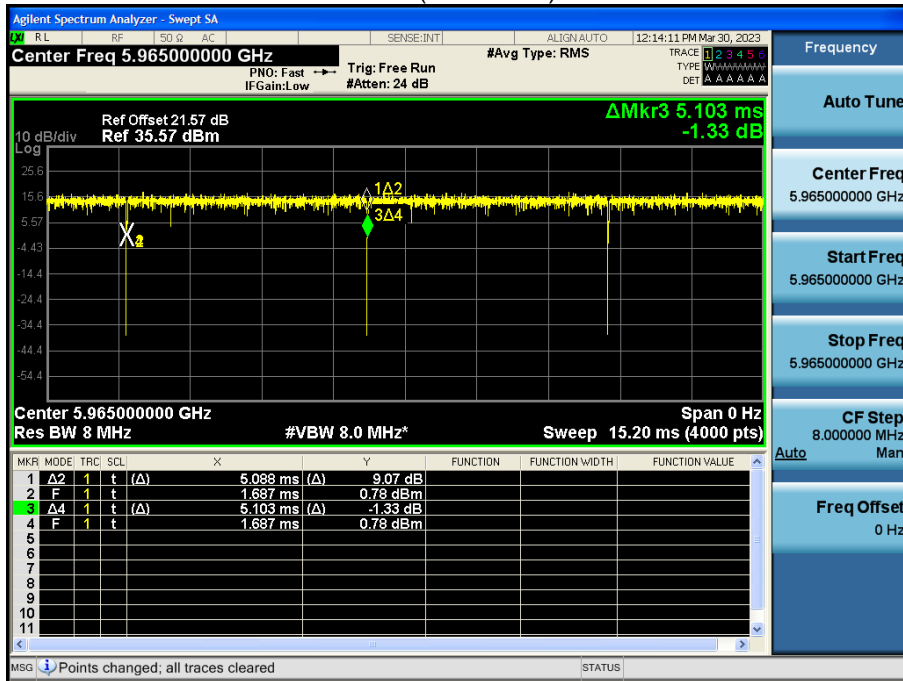 Agilent Spectrum Analyzer - Swept SA
LXI RL RF 50 Ω AC SENSE:INT ALIGN AUTO 12:14:11 PM Mar 30, 2023
Center Freq 5.965000000 GHz
PNO: Fast
IFGain:Low
Trig: Free Run
#Atten: 24 dB
#Avg Type: RMS
TRACE 1 2 3 4 5 6
TYPE WWWWWW
DET A A A A A A
Frequency
ΔMkr3 5.103 ms
-1.33 dB
Ref Offset 21.57 dB
10 dB/div Ref 35.57 dBm
Log
25.6
15.6
5.57
-4.43
-14.4
-24.4
-34.4
-44.4
-54.4
1Δ2
3Δ4
Center 5.965000000 GHz Span 0 Hz
Res BW 8 MHz #VBW 8.0 MHz* Sweep 15.20 ms (4000 pts)
MKR MODE TRC SCL X Y FUNCTION FUNCTION WIDTH FUNCTION VALUE
1 Δ2 1 t (Δ) 5.088 ms (Δ) 9.07 dB
2 F 1 t 1.687 ms 0.78 dBm
3 Δ4 1 t (Δ) 5.103 ms (Δ) -1.33 dB
4 F 1 t 1.687 ms 0.78 dBm
5
6
7
8
9
10
11
MSG Points changed; all traces cleared STATUS
Auto Tune
Center Freq
5.965000000 GHz
Start Freq
5.965000000 GHz
Stop Freq
5.965000000 GHz
CF Step
8.000000 MHz
Auto Man
Freq Offset
0 Hz